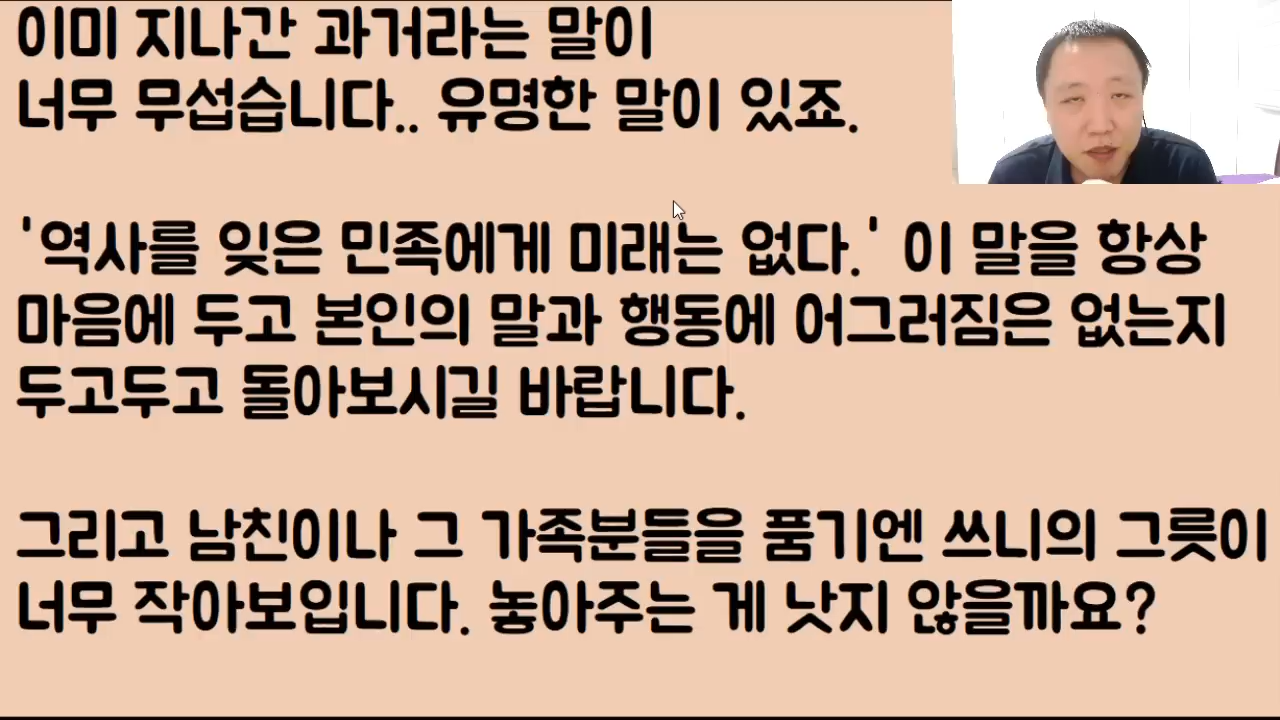 이미 지나간 과거라는 말이
너무 무섭습니다.. 유명한 말이 있죠.
'역사를 잊은 민족에게 미래는 없다.' 이 말을 항상
마음에 두고 본인의 말과 행동에 어그러짐은 없는지
두고두고 돌아보시길 바랍니다.
그리고 남친이나 그 가족분들을 품기엔 쓰니의 그릇이
너무 작아보입니다. 놓아주는 게 낫지 않을까요?